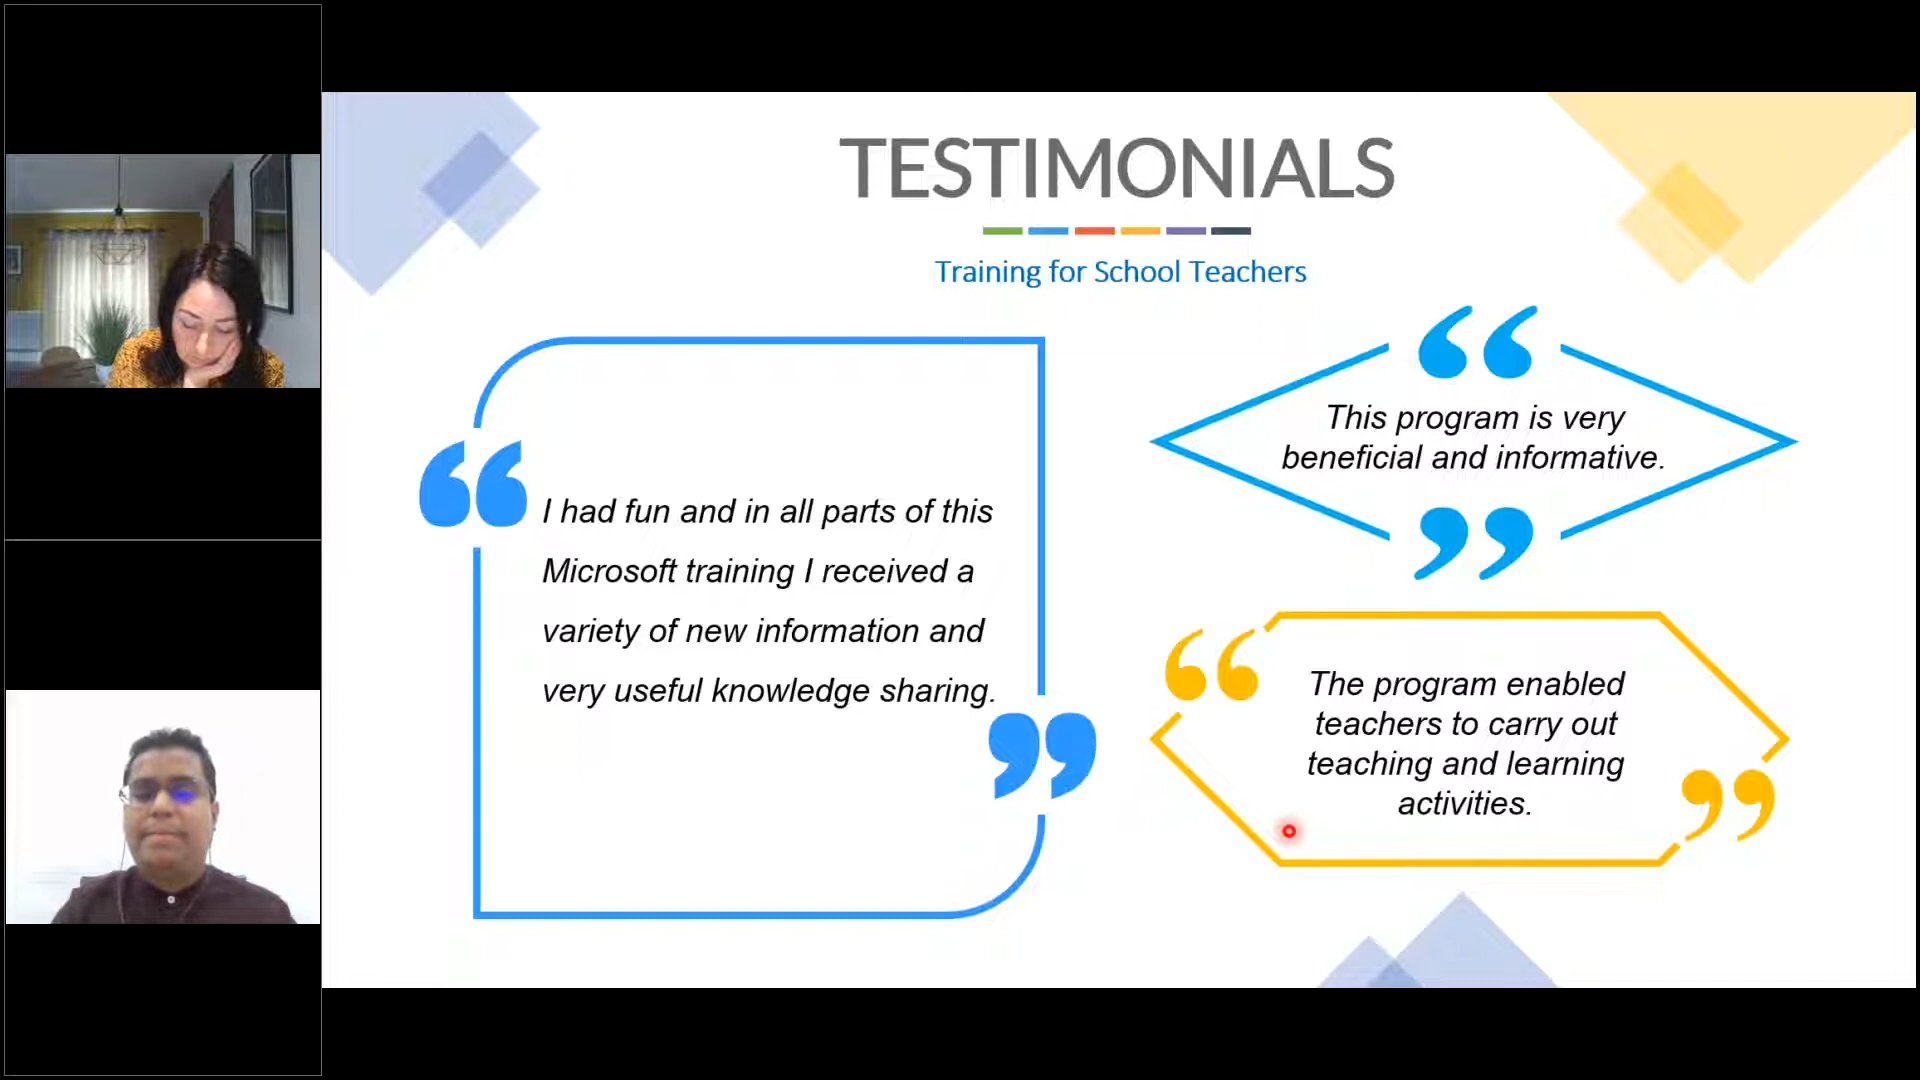 TESTIMONIALS
Training for School Teachers
I had fun and in all parts of this
Microsoft training I received a
variety of new information and
very useful knowledge sharing.
This program is very
beneficial and informative.
The program enabled
teachers to carry out
teaching and learning
activities.